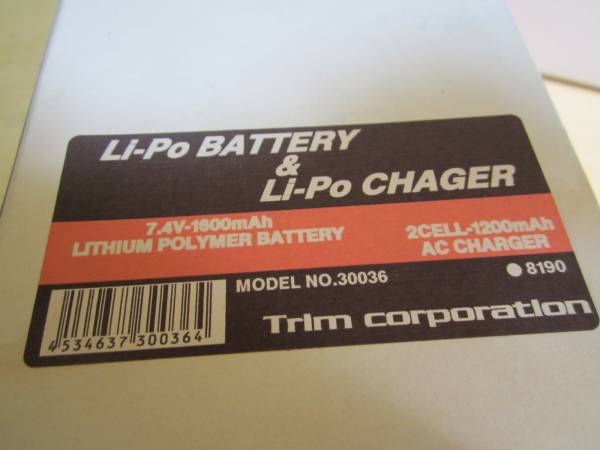 Li-Po BATTERY
&
Li-Po CHAGER
7.4V-1600mAh
LITHIUM POLYMER BATTERY
2CELL-1200mAh
AC CHARGER
MODEL NO.30036
●8190
4534637300364
Trim corporation